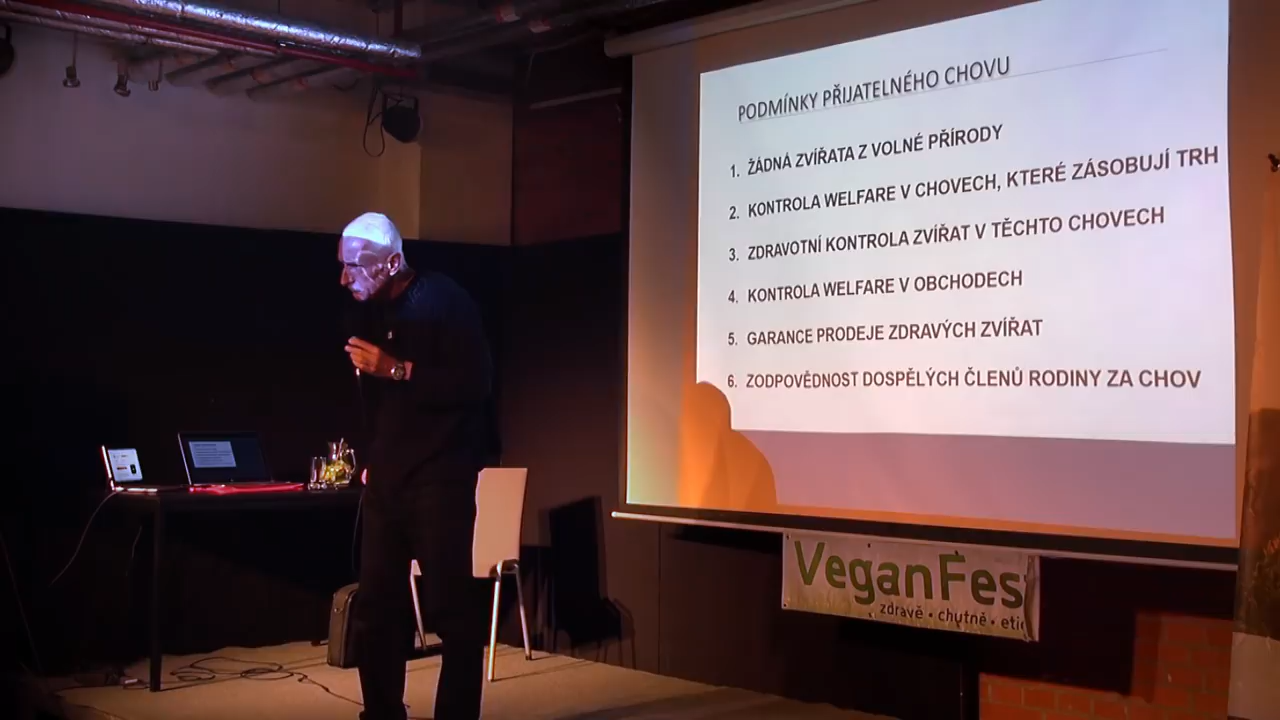 PODMÍNKY PŘIJATELNÉHO CHOVU
1. ŽÁDNÁ ZVÍŘATA Z VOLNÉ PŘÍRODY
2. KONTROLA WELFARE V CHOVECH, KTERÉ ZÁSOBUJÍ TRH
3. ZDRAVOTNÍ KONTROLA ZVÍŘAT V TĚCHTO CHOVECH
4. KONTROLA WELFARE V OBCHODECH
5. GARANCE PRODEJE ZDRAVÝCH ZVÍŘAT
6. ZODPOVĚDNOST DOSPĚLÝCH ČLENŮ RODINY ZA CHOV
VeganFes
zdravě • chutně • etic